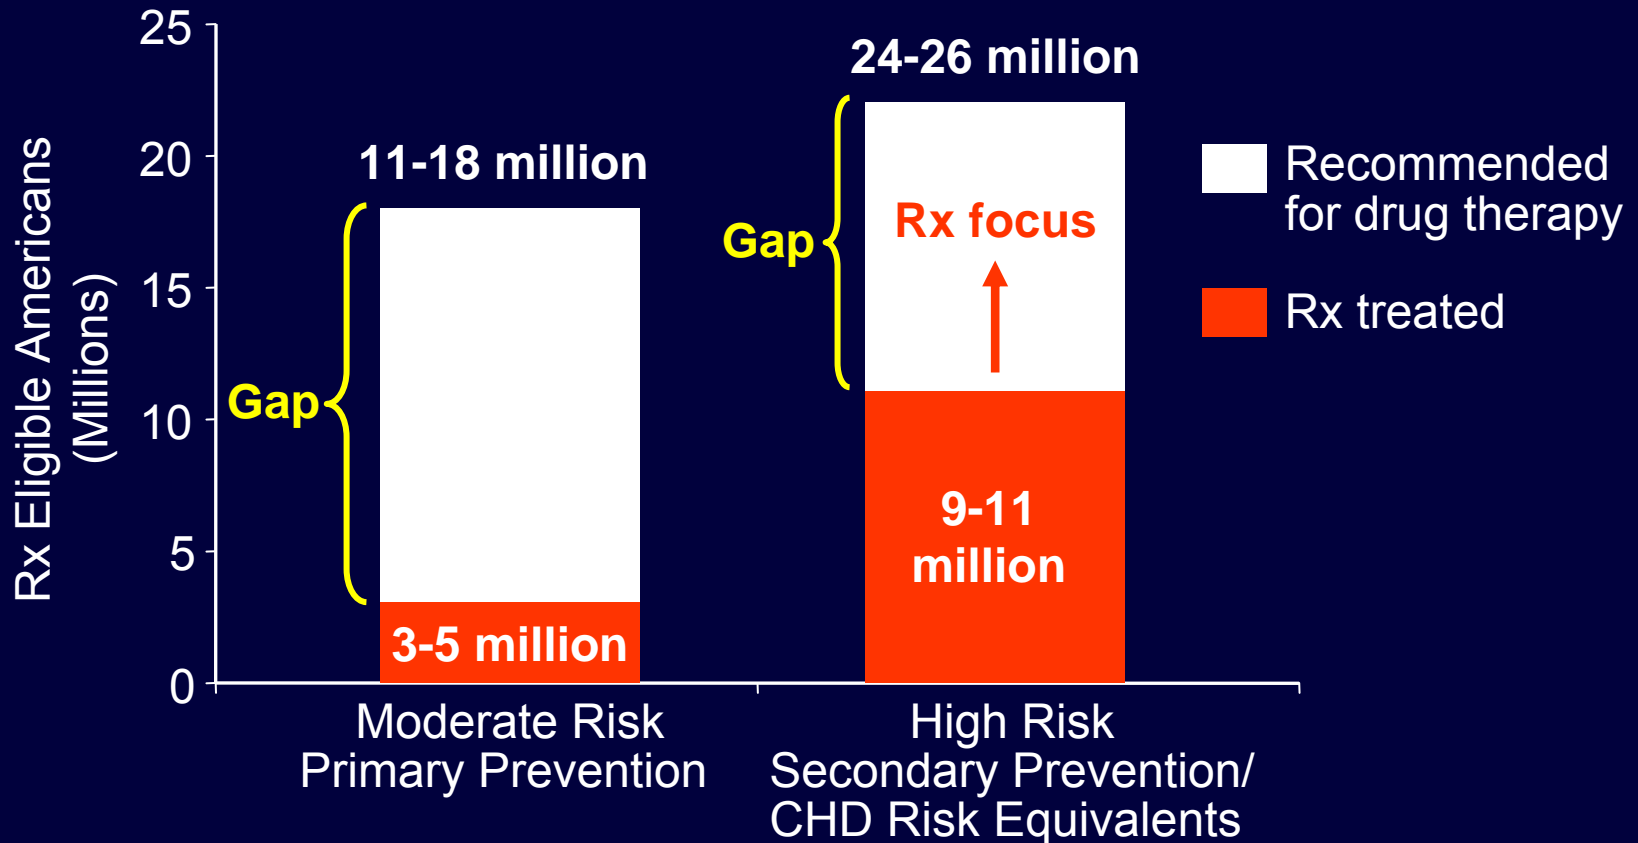 Rx Eligible Americans
(Millions)
25
20
15
10
5
0
11-18 million
Gap
3-5 million
24-26 million
Gap
Rx focus
9-11
million
Moderate Risk
Primary Prevention
High Risk
Secondary Prevention/
CHD Risk Equivalents
Recommended
for drug therapy
Rx treated